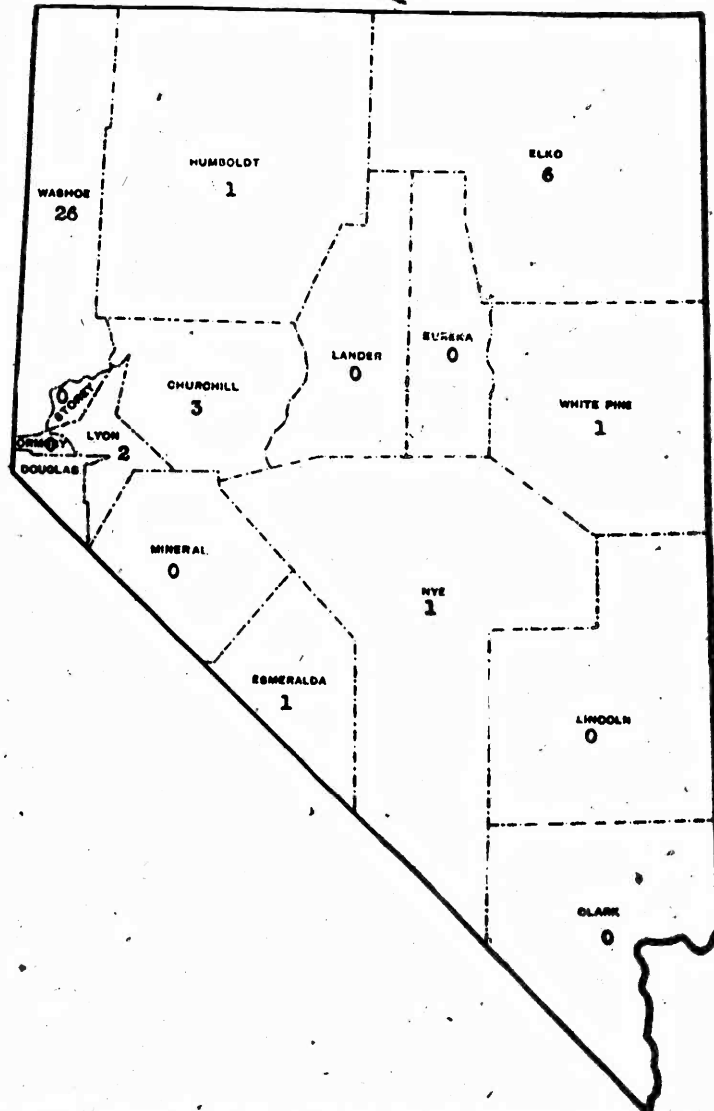 HUMBOLDT
1
ELKO
6
WASHOE
26
LANDER
0
EUREKA
0
CHURCHILL
3
WHITE PINE
1
0
STOREY
LYON
2
ORMSBY
DOUGLAS
MINERAL
0
NYE
1
ESMERALDA
1
LINCOLN
0
CLARK
0